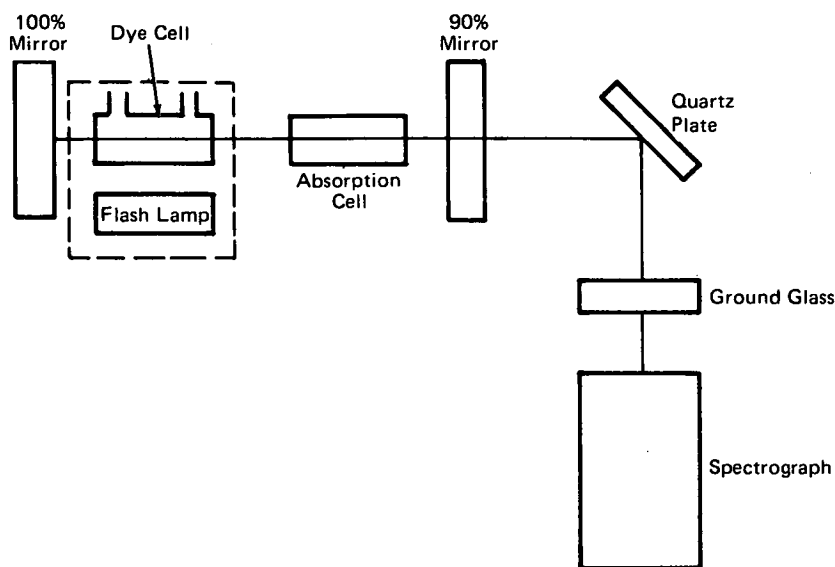 100%
Mirror
Dye Cell
90%
Mirror
Quartz
Plate
Absorption
Cell
Flash Lamp
Ground Glass
Spectrograph